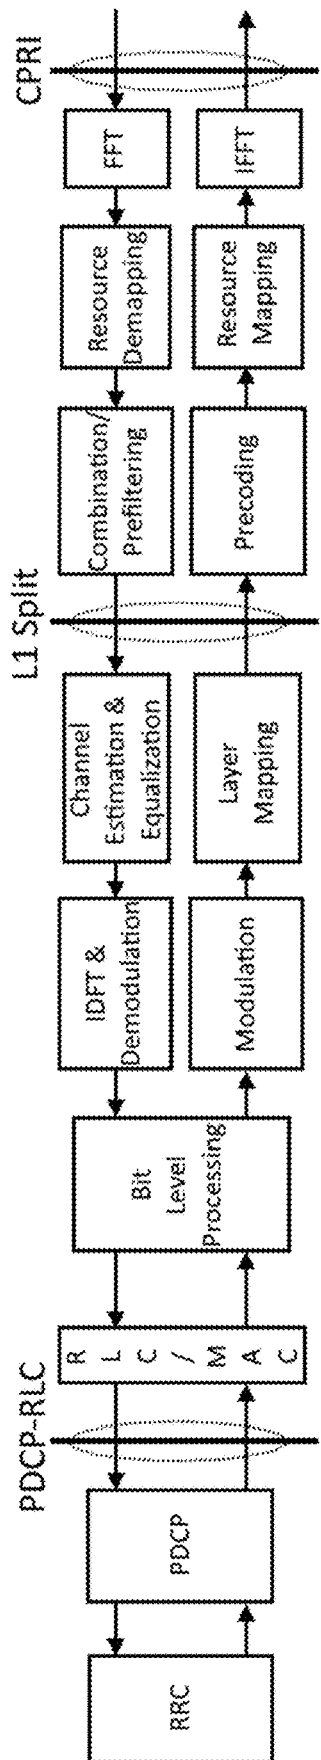 PDCP-RLC
L1 Split
CPRI
RRC
PDCP
R
L
C
/
M
A
C
Bit
Level
Processing
IDFT &
Demodulation
Channel
Estimation &
Equalization
Combination/
Prefiltering
Resource
Demapping
FFT
Modulation
Layer
Mapping
Precoding
Resource
Mapping
IFFT